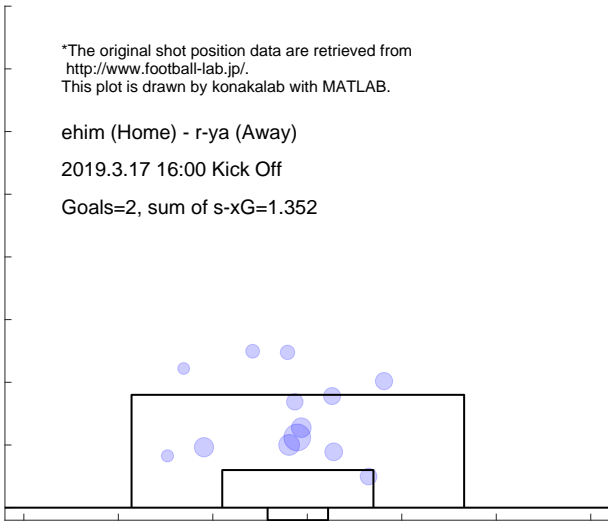 *The original shot position data are retrieved from
http://www.football-lab.jp/.
This plot is drawn by konakalab with MATLAB.
ehim (Home) - r-ya (Away)
2019.3.17 16:00 Kick Off
Goals=2, sum of s-xG=1.352